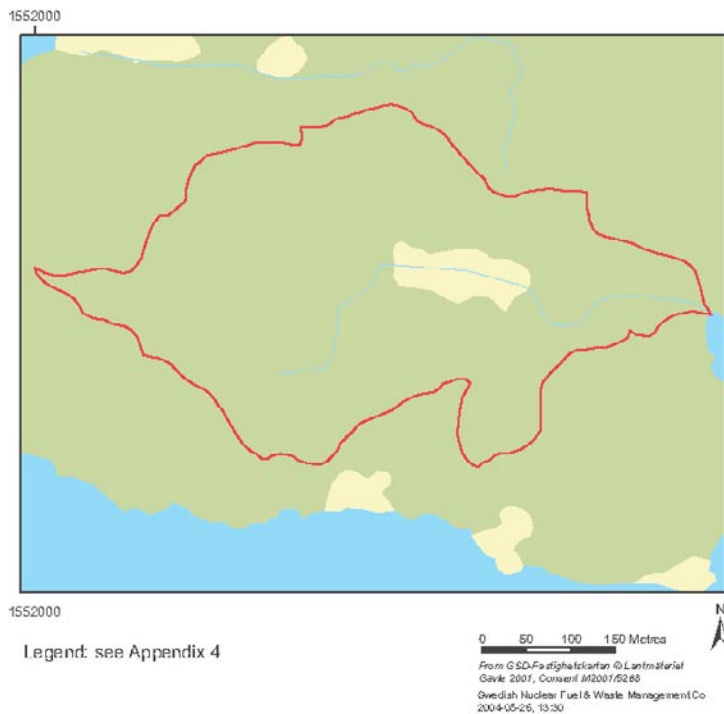 1552000
1552000
Legend: see Appendix 4
N
0 50 100 150 Metres
From GSD-Fastighetskartan © Lantmäteriet
Gävle 2001, Consent M2001/5268
Swedish Nuclear Fuel & Waste Management Co
2004-05-26, 13:30